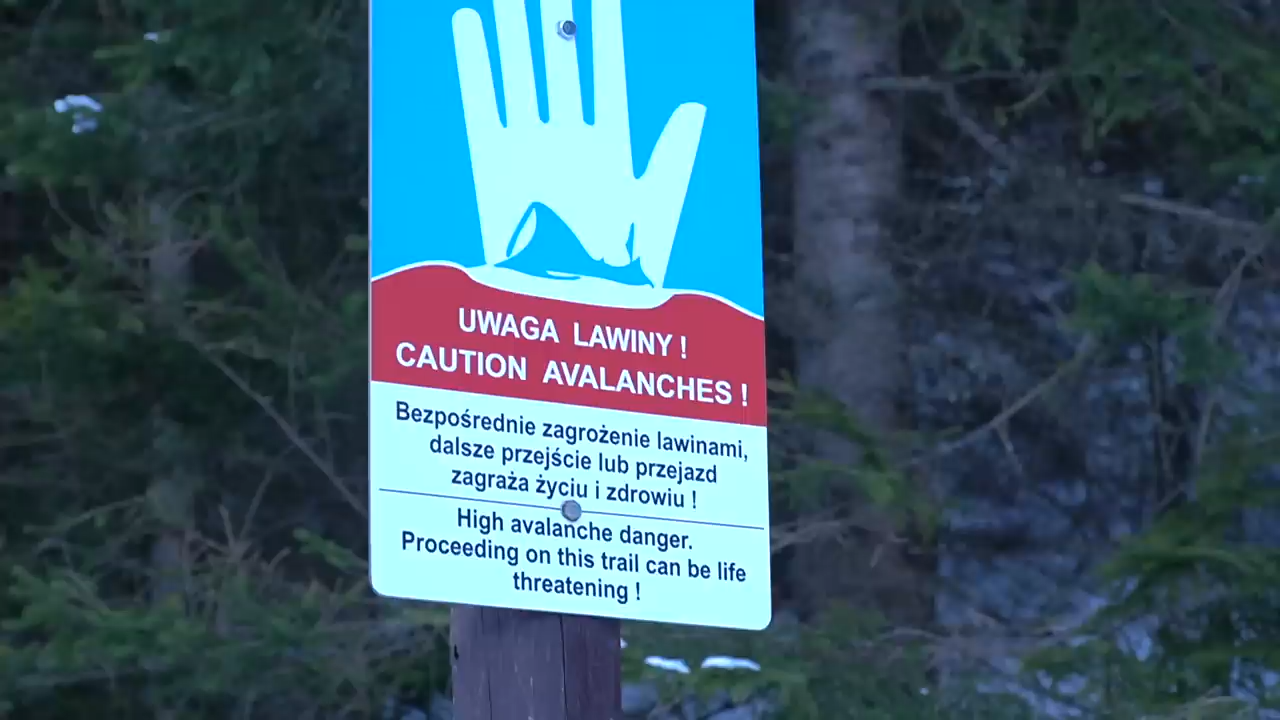 UWAGA LAWINY !
CAUTION AVALANCHES !
Bezpośrednie zagrożenie lawinami,
dalsze przejście lub przejazd
zagraża życiu i zdrowiu !
High avalanche danger.
Proceeding on this trail can be life
threatening !